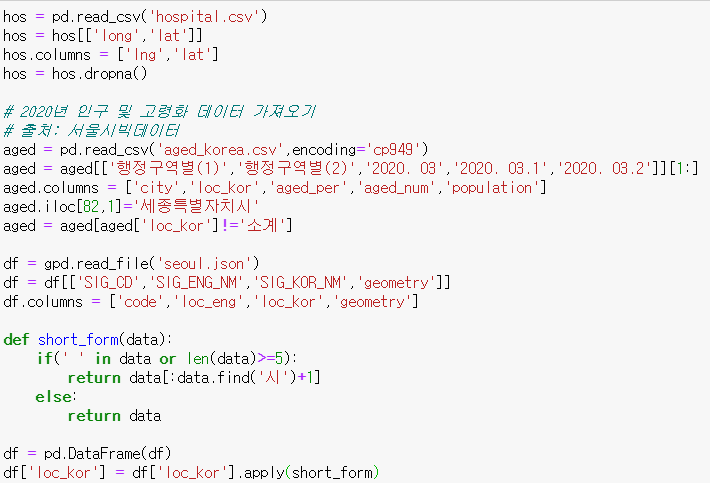 hos = pd.read_csv('hospital.csv')
hos = hos[['long','lat']]
hos.columns = ['lng','lat']
hos = hos.dropna()
# 2020년 인구 및 고령화 데이터 가져오기
# 출처: 서울시빅데이터
aged = pd.read_csv('aged_korea.csv',encoding='cp949')
aged = aged[['행정구역별(1)','행정구역별(2)','2020. 03','2020. 03.1','2020. 03.2']][1:]
aged.columns = ['city','loc_kor','aged_per','aged_num','population']
aged.iloc[82,1]='세종특별자치시'
aged = aged[aged['loc_kor']!='소계']
df = gpd.read_file('seoul.json')
df = df[['SIG_CD','SIG_ENG_NM','SIG_KOR_NM','geometry']]
df.columns = ['code','loc_eng','loc_kor','geometry']
def short_form(data):
    if(' ' in data or len(data)>=5):
        return data[:data.find('시')+1]
    else:
        return data
df = pd.DataFrame(df)
df['loc_kor'] = df['loc_kor'].apply(short_form)